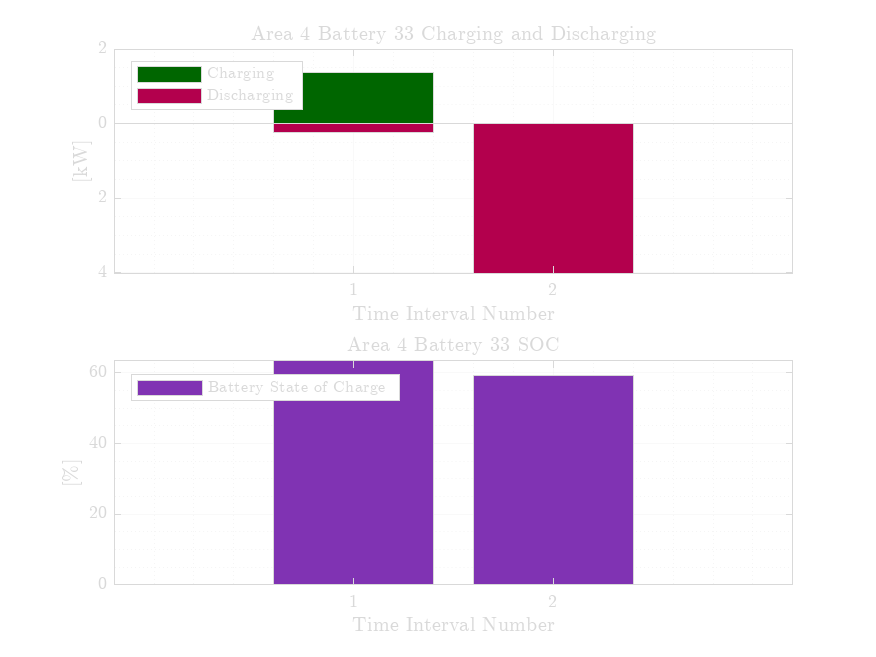 Area 4 Battery 33 Charging and Discharging
2
Charging
Discharging
0
[kW]
2
4
1 2
Time Interval Number
Area 4 Battery 33 SOC
60
Battery State of Charge
40
[%]
20
0
1 2
Time Interval Number